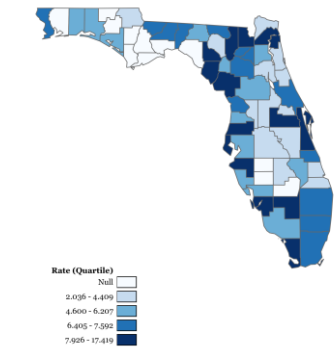 Rate (Quartile)
Null
2.036 - 4.409
4.600 - 6.207
6.405 - 7.592
7.926 - 17.419